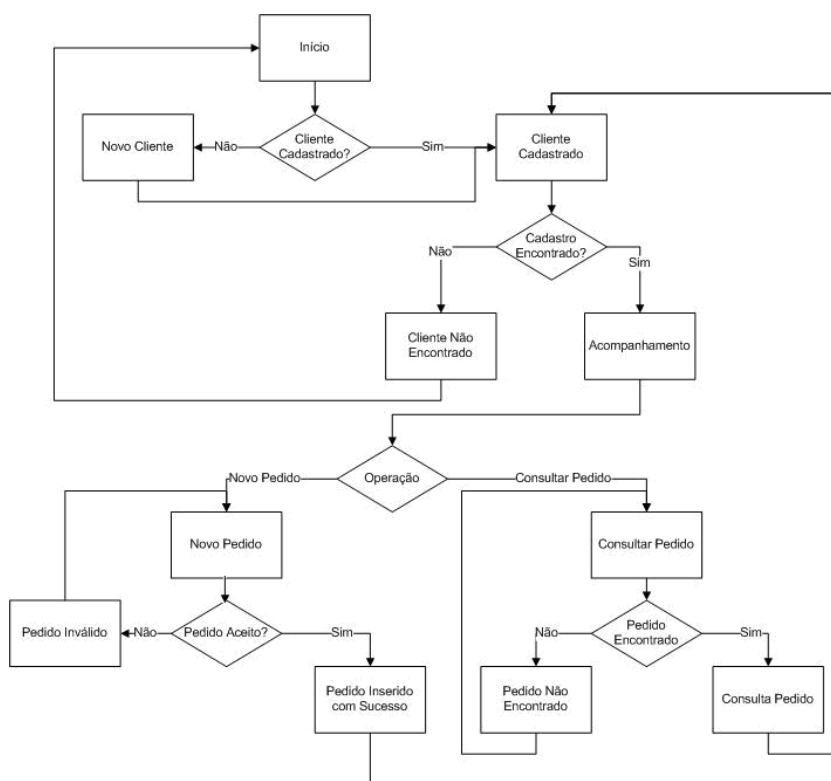 Início
Novo Cliente
Não
Cliente
Cadastrado?
Sim
Cliente
Cadastrado
Cadastro
Encontrado?
Não
Sim
Cliente Não
Encontrado
Acompanhamento
Novo Pedido
Operação
Consultar Pedido
Novo Pedido
Consultar Pedido
Pedido Inválido
Não
Pedido Aceito?
Sim
Não
Pedido
Encontrado
Sim
Pedido Inserido
com Sucesso
Pedido Não
Encontrado
Consulta Pedido